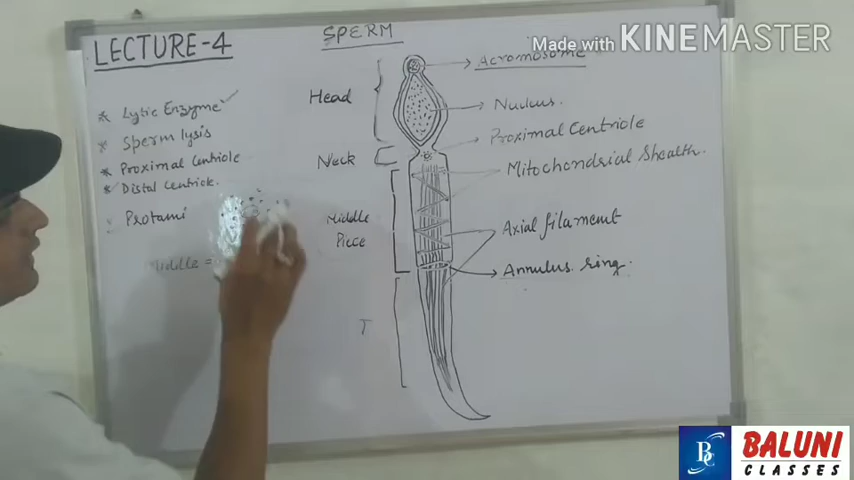 LECTURE-4
SPERM
Made with KINEMASTER
Acromosome
Head
Nucleus.
Proximal Centriole
Neck
Mitochondrial Shealth.
Middle
Piece
Axial filament
Annulus ring.
T
* Lytic Enzyme ✓
* Sperm lysis
* Proximal Centriole
* Distal Centriole.
Protami
Middle =
BALUNI
CLASSES